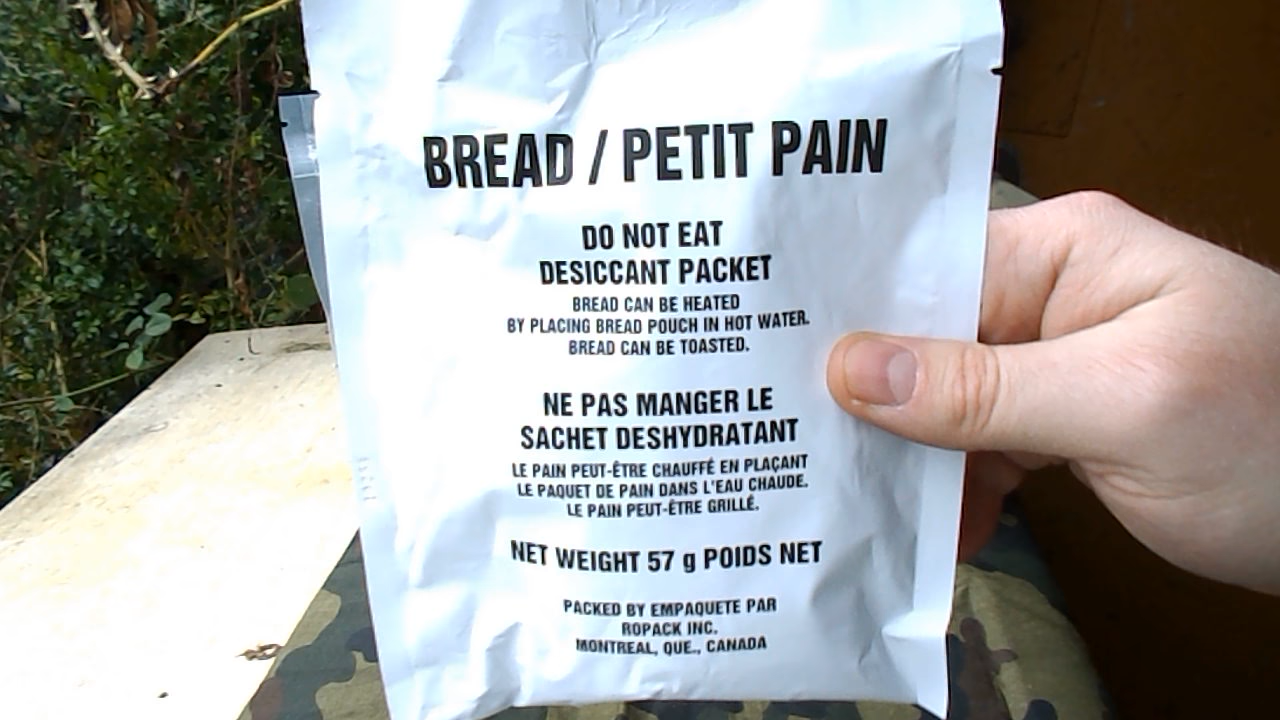 BREAD / PETIT PAIN
DO NOT EAT
DESICCANT PACKET
BREAD CAN BE HEATED
BY PLACING BREAD POUCH IN HOT WATER.
BREAD CAN BE TOASTED.
NE PAS MANGER LE
SACHET DESHYDRATANT
LE PAIN PEUT-ÊTRE CHAUFFÉ EN PLAÇANT
LE PAQUET DE PAIN DANS L'EAU CHAUDE.
LE PAIN PEUT-ÊTRE GRILLÉ.
NET WEIGHT 57 g POIDS NET
PACKED BY EMPAQUETE PAR
ROPACK INC.
MONTREAL, QUE., CANADA